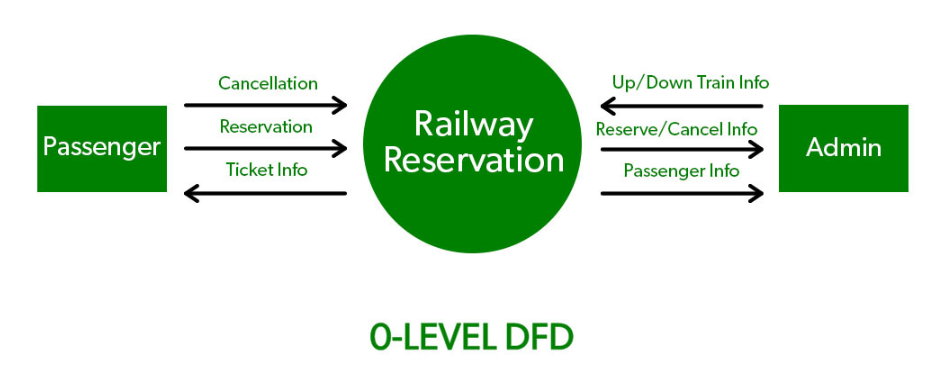 Cancellation
Reservation
Ticket Info
Passenger
Railway
Reservation
Up/Down Train Info
Reserve/Cancel Info
Passenger Info
Admin
0-LEVEL DFD